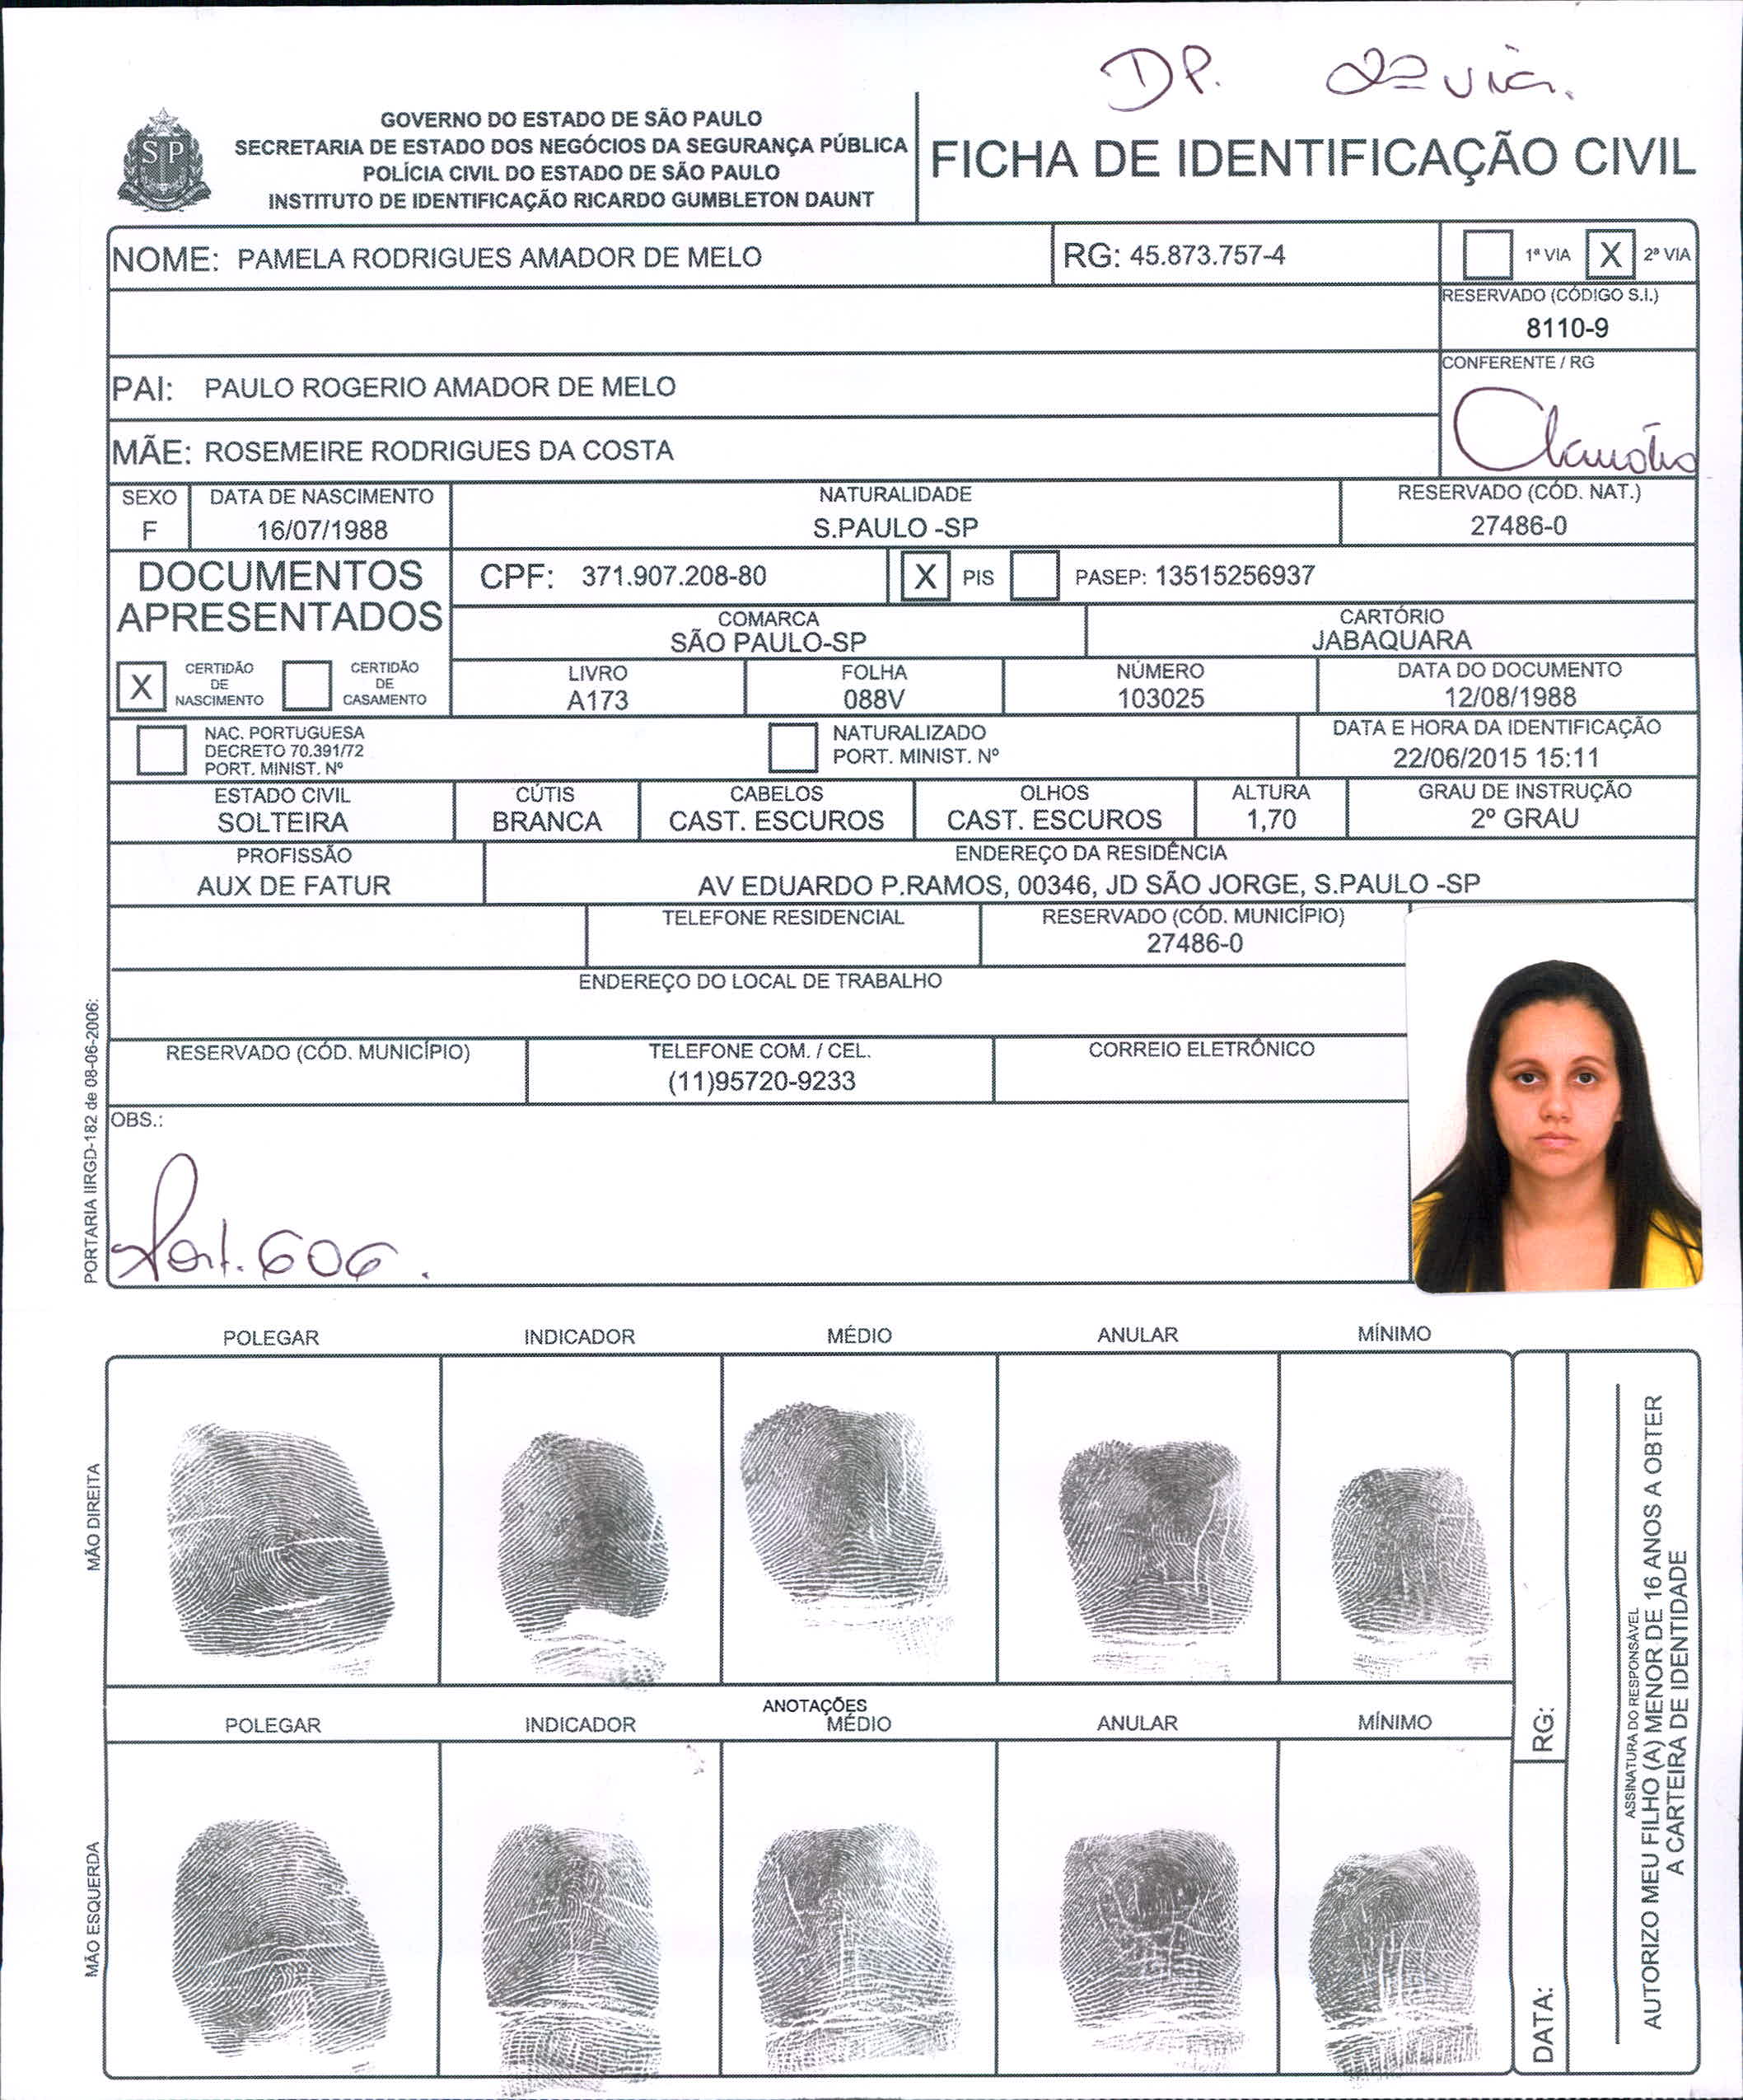 DP. 2ª via.
GOVERNO DO ESTADO DE SÃO PAULO
SECRETARIA DE ESTADO DOS NEGÓCIOS DA SEGURANÇA PÚBLICA
POLÍCIA CIVIL DO ESTADO DE SÃO PAULO
INSTITUTO DE IDENTIFICAÇÃO RICARDO GUMBLETON DAUNT
SP
FICHA DE IDENTIFICAÇÃO CIVIL
NOME: PAMELA RODRIGUES AMADOR DE MELO
RG: 45.873.757-4
1ª VIA X 2ª VIA
RESERVADO (CÓDIGO S.I.)
8110-9
PAI: PAULO ROGERIO AMADOR DE MELO
CONFERENTE / RG
Claudio
MÃE: ROSEMEIRE RODRIGUES DA COSTA
SEXO
F
DATA DE NASCIMENTO
16/07/1988
NATURALIDADE
S.PAULO -SP
RESERVADO (CÓD. NAT.)
27486-0
DOCUMENTOS
APRESENTADOS
CPF: 371.907.208-80
X PIS
PASEP: 13515256937
COMARCA
SÃO PAULO-SP
CARTÓRIO
JABAQUARA
X CERTIDÃO
DE
NASCIMENTO
CERTIDÃO
DE
CASAMENTO
LIVRO
A173
FOLHA
088V
NÚMERO
103025
DATA DO DOCUMENTO
12/08/1988
NAC. PORTUGUESA
DECRETO 70.391/72
PORT. MINIST. Nº
NATURALIZADO
PORT. MINIST. Nº
DATA E HORA DA IDENTIFICAÇÃO
22/06/2015 15:11
ESTADO CIVIL
SOLTEIRA
CÚTIS
BRANCA
CABELOS
CAST. ESCUROS
OLHOS
CAST. ESCUROS
ALTURA
1,70
GRAU DE INSTRUÇÃO
2º GRAU
PROFISSÃO
AUX DE FATUR
ENDEREÇO DA RESIDÊNCIA
AV EDUARDO P.RAMOS, 00346, JD SÃO JORGE, S.PAULO -SP
TELEFONE RESIDENCIAL
RESERVADO (CÓD. MUNICÍPIO)
27486-0
ENDEREÇO DO LOCAL DE TRABALHO
RESERVADO (CÓD. MUNICÍPIO)
TELEFONE COM. / CEL.
(11)95720-9233
CORREIO ELETRÔNICO
OBS.:
Port. 606.
PORTARIA IIRGD-182 de 08-06-2006:
POLEGAR INDICADOR MÉDIO ANULAR MÍNIMO
MÃO DIREITA
ANOTAÇÕES
POLEGAR INDICADOR MÉDIO ANULAR MÍNIMO
MÃO ESQUERDA
RG:
DATA:
ASSINATURA DO RESPONSÁVEL
AUTORIZO MEU FILHO (A) MENOR DE 16 ANOS A OBTER
A CARTEIRA DE IDENTIDADE